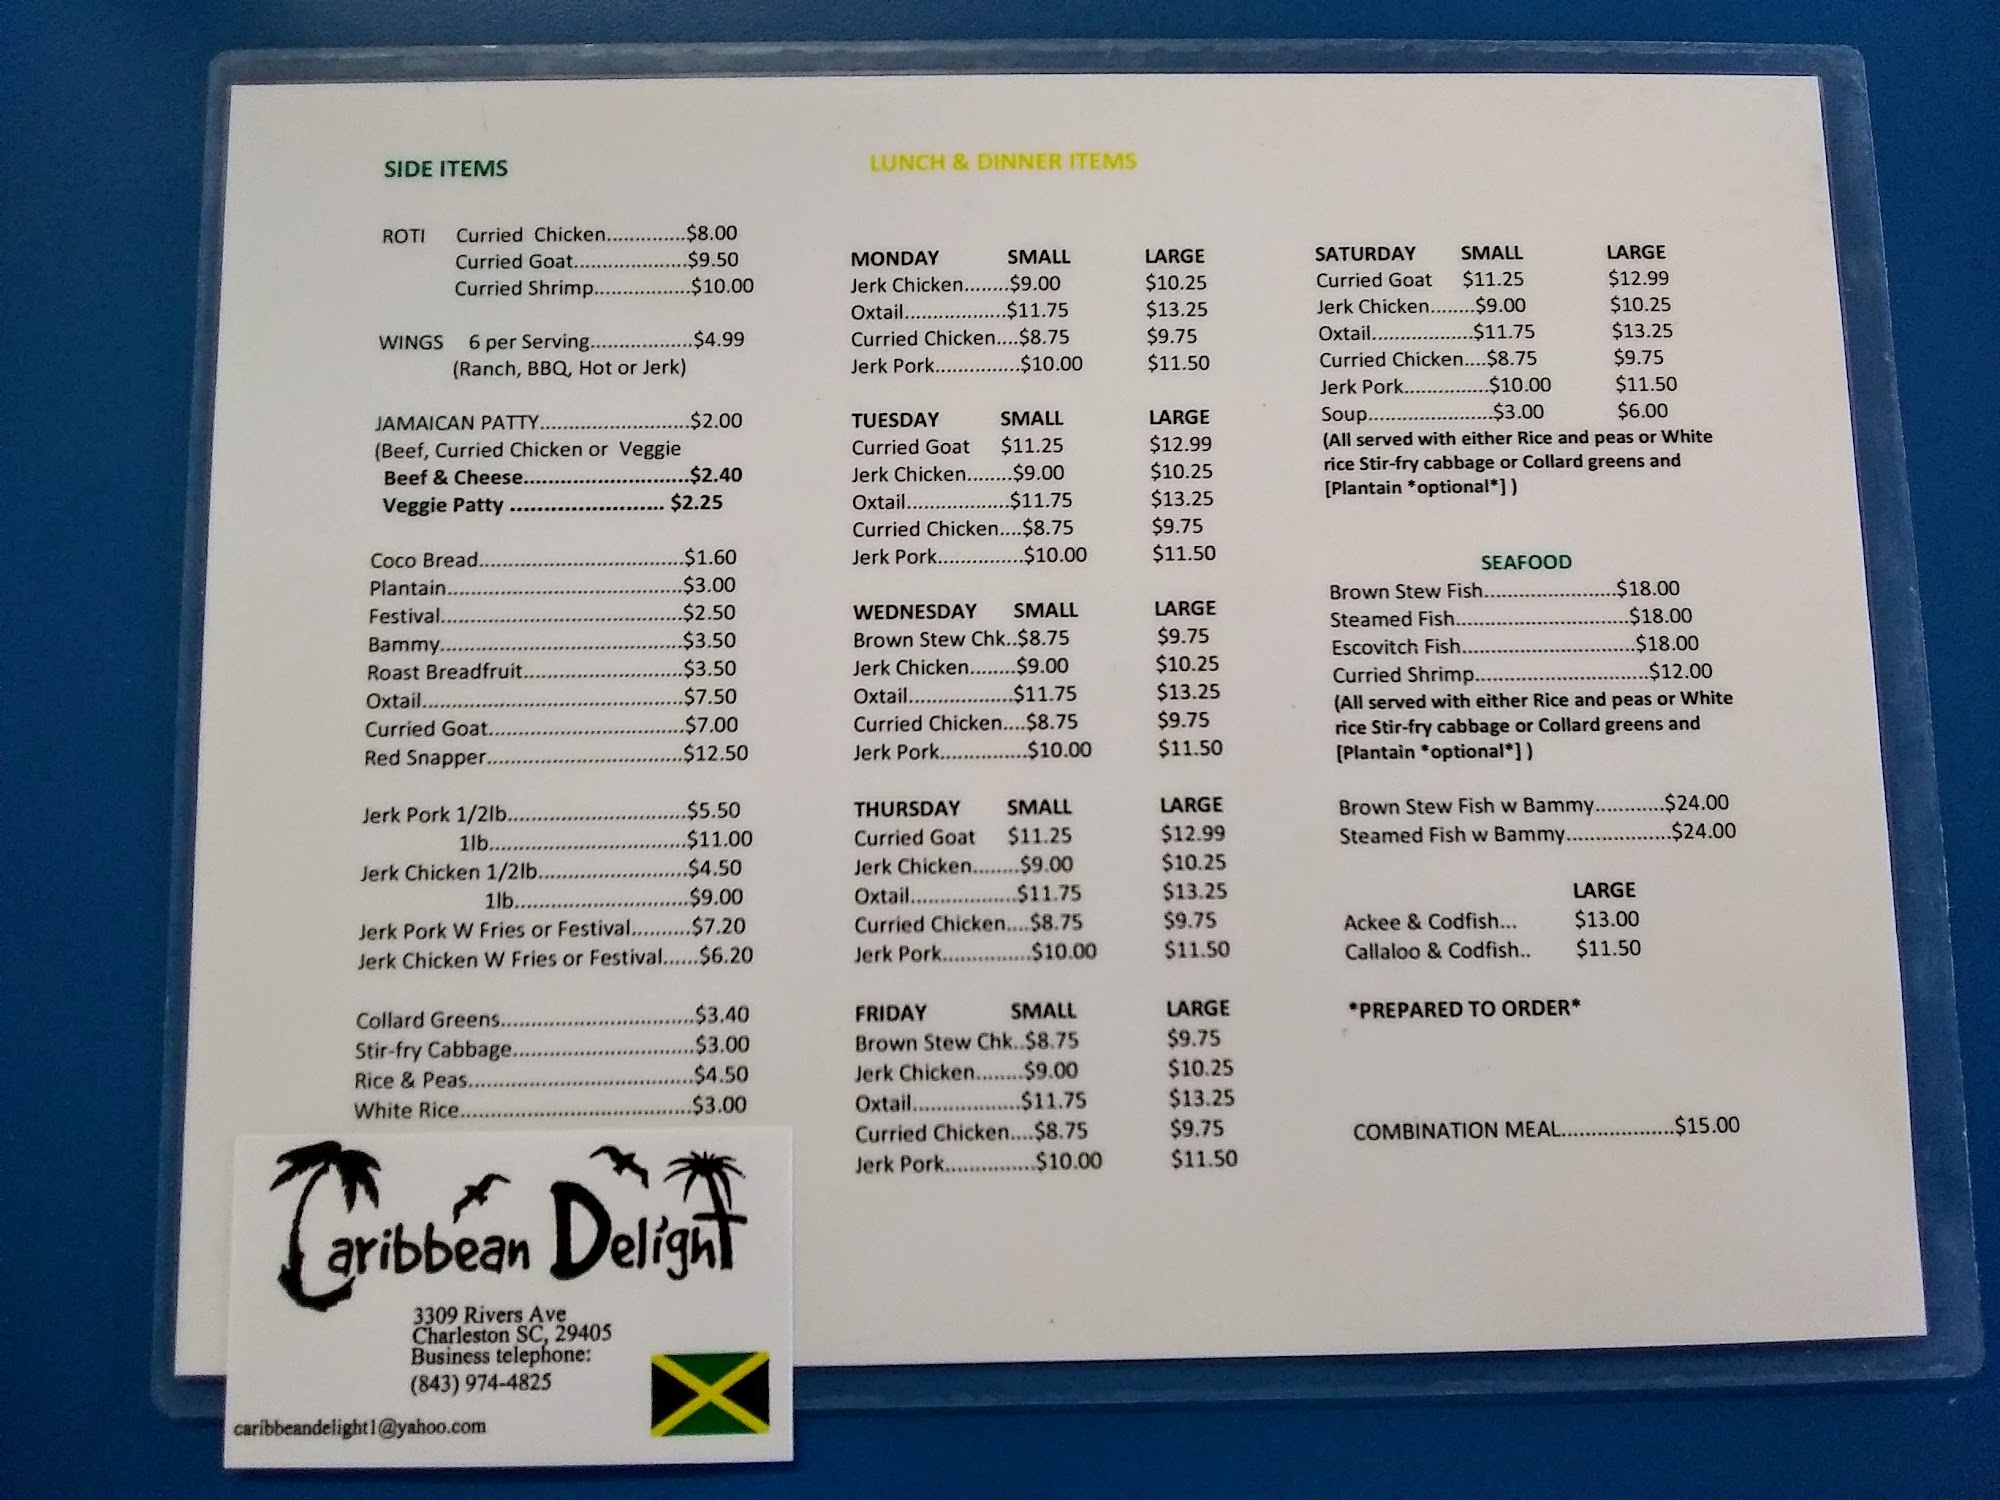 SIDE ITEMS
ROTI Curried Chicken..............$8.00
Curried Goat.....................$9.50
Curried Shrimp.................$10.00
WINGS 6 per Serving...................$4.99
(Ranch, BBQ, Hot or Jerk)
JAMAICAN PATTY...........................$2.00
(Beef, Curried Chicken or Veggie
Beef & Cheese............................$2.40
Veggie Patty .......................... $2.25
Coco Bread....................................$1.60
Plantain..........................................$3.00
Festival...........................................$2.50
Bammy...........................................$3.50
Roast Breadfruit.............................$3.50
Oxtail..............................................$7.50
Curried Goat...................................$7.00
Red Snapper...................................$12.50
Jerk Pork 1/2lb................................$5.50
1lb...................................$11.00
Jerk Chicken 1/2lb...........................$4.50
1lb................................$9.00
Jerk Pork W Fries or Festival..........$7.20
Jerk Chicken W Fries or Festival......$6.20
Collard Greens.................................$3.40
Stir-fry Cabbage...............................$3.00
Rice & Peas.......................................$4.50
White Rice........................................$3.00
LUNCH & DINNER ITEMS
MONDAY SMALL LARGE
Jerk Chicken........$9.00 $10.25
Oxtail..................$11.75 $13.25
Curried Chicken....$8.75 $9.75
Jerk Pork...............$10.00 $11.50
TUESDAY SMALL LARGE
Curried Goat $11.25 $12.99
Jerk Chicken........$9.00 $10.25
Oxtail..................$11.75 $13.25
Curried Chicken....$8.75 $9.75
Jerk Pork...............$10.00 $11.50
WEDNESDAY SMALL LARGE
Brown Stew Chk..$8.75 $9.75
Jerk Chicken........$9.00 $10.25
Oxtail..................$11.75 $13.25
Curried Chicken....$8.75 $9.75
Jerk Pork...............$10.00 $11.50
THURSDAY SMALL LARGE
Curried Goat $11.25 $12.99
Jerk Chicken........$9.00 $10.25
Oxtail..................$11.75 $13.25
Curried Chicken....$8.75 $9.75
Jerk Pork...............$10.00 $11.50
FRIDAY SMALL LARGE
Brown Stew Chk..$8.75 $9.75
Jerk Chicken........$9.00 $10.25
Oxtail..................$11.75 $13.25
Curried Chicken....$8.75 $9.75
Jerk Pork...............$10.00 $11.50
SATURDAY SMALL LARGE
Curried Goat $11.25 $12.99
Jerk Chicken........$9.00 $10.25
Oxtail......................$11.75 $13.25
Curried Chicken....$8.75 $9.75
Jerk Pork...............$10.00 $11.50
Soup......................$3.00 $6.00
(All served with either Rice and peas or White
rice Stir-fry cabbage or Collard greens and
[Plantain *optional*] )
SEAFOOD
Brown Stew Fish.......................$18.00
Steamed Fish..............................$18.00
Escovitch Fish..............................$18.00
Curried Shrimp..............................$12.00
(All served with either Rice and peas or White
rice Stir-fry cabbage or Collard greens and
[Plantain *optional*] )
Brown Stew Fish w Bammy............$24.00
Steamed Fish w Bammy..................$24.00
LARGE
Ackee & Codfish... $13.00
Callaloo & Codfish.. $11.50
*PREPARED TO ORDER*
COMBINATION MEAL...................$15.00
Caribbean Delight
3309 Rivers Ave
Charleston SC, 29405
Business telephone:
(843) 974-4825
caribbeandelight1@yahoo.com